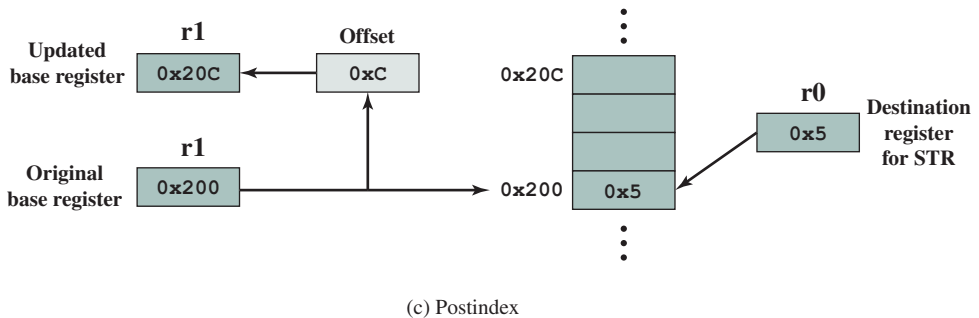 r1
Offset
Updated
base register
0x20C
0xC
0x20C
r0
Destination
register
for STR
0x5
r1
Original
base register
0x200
0x200
0x5
(c) Postindex